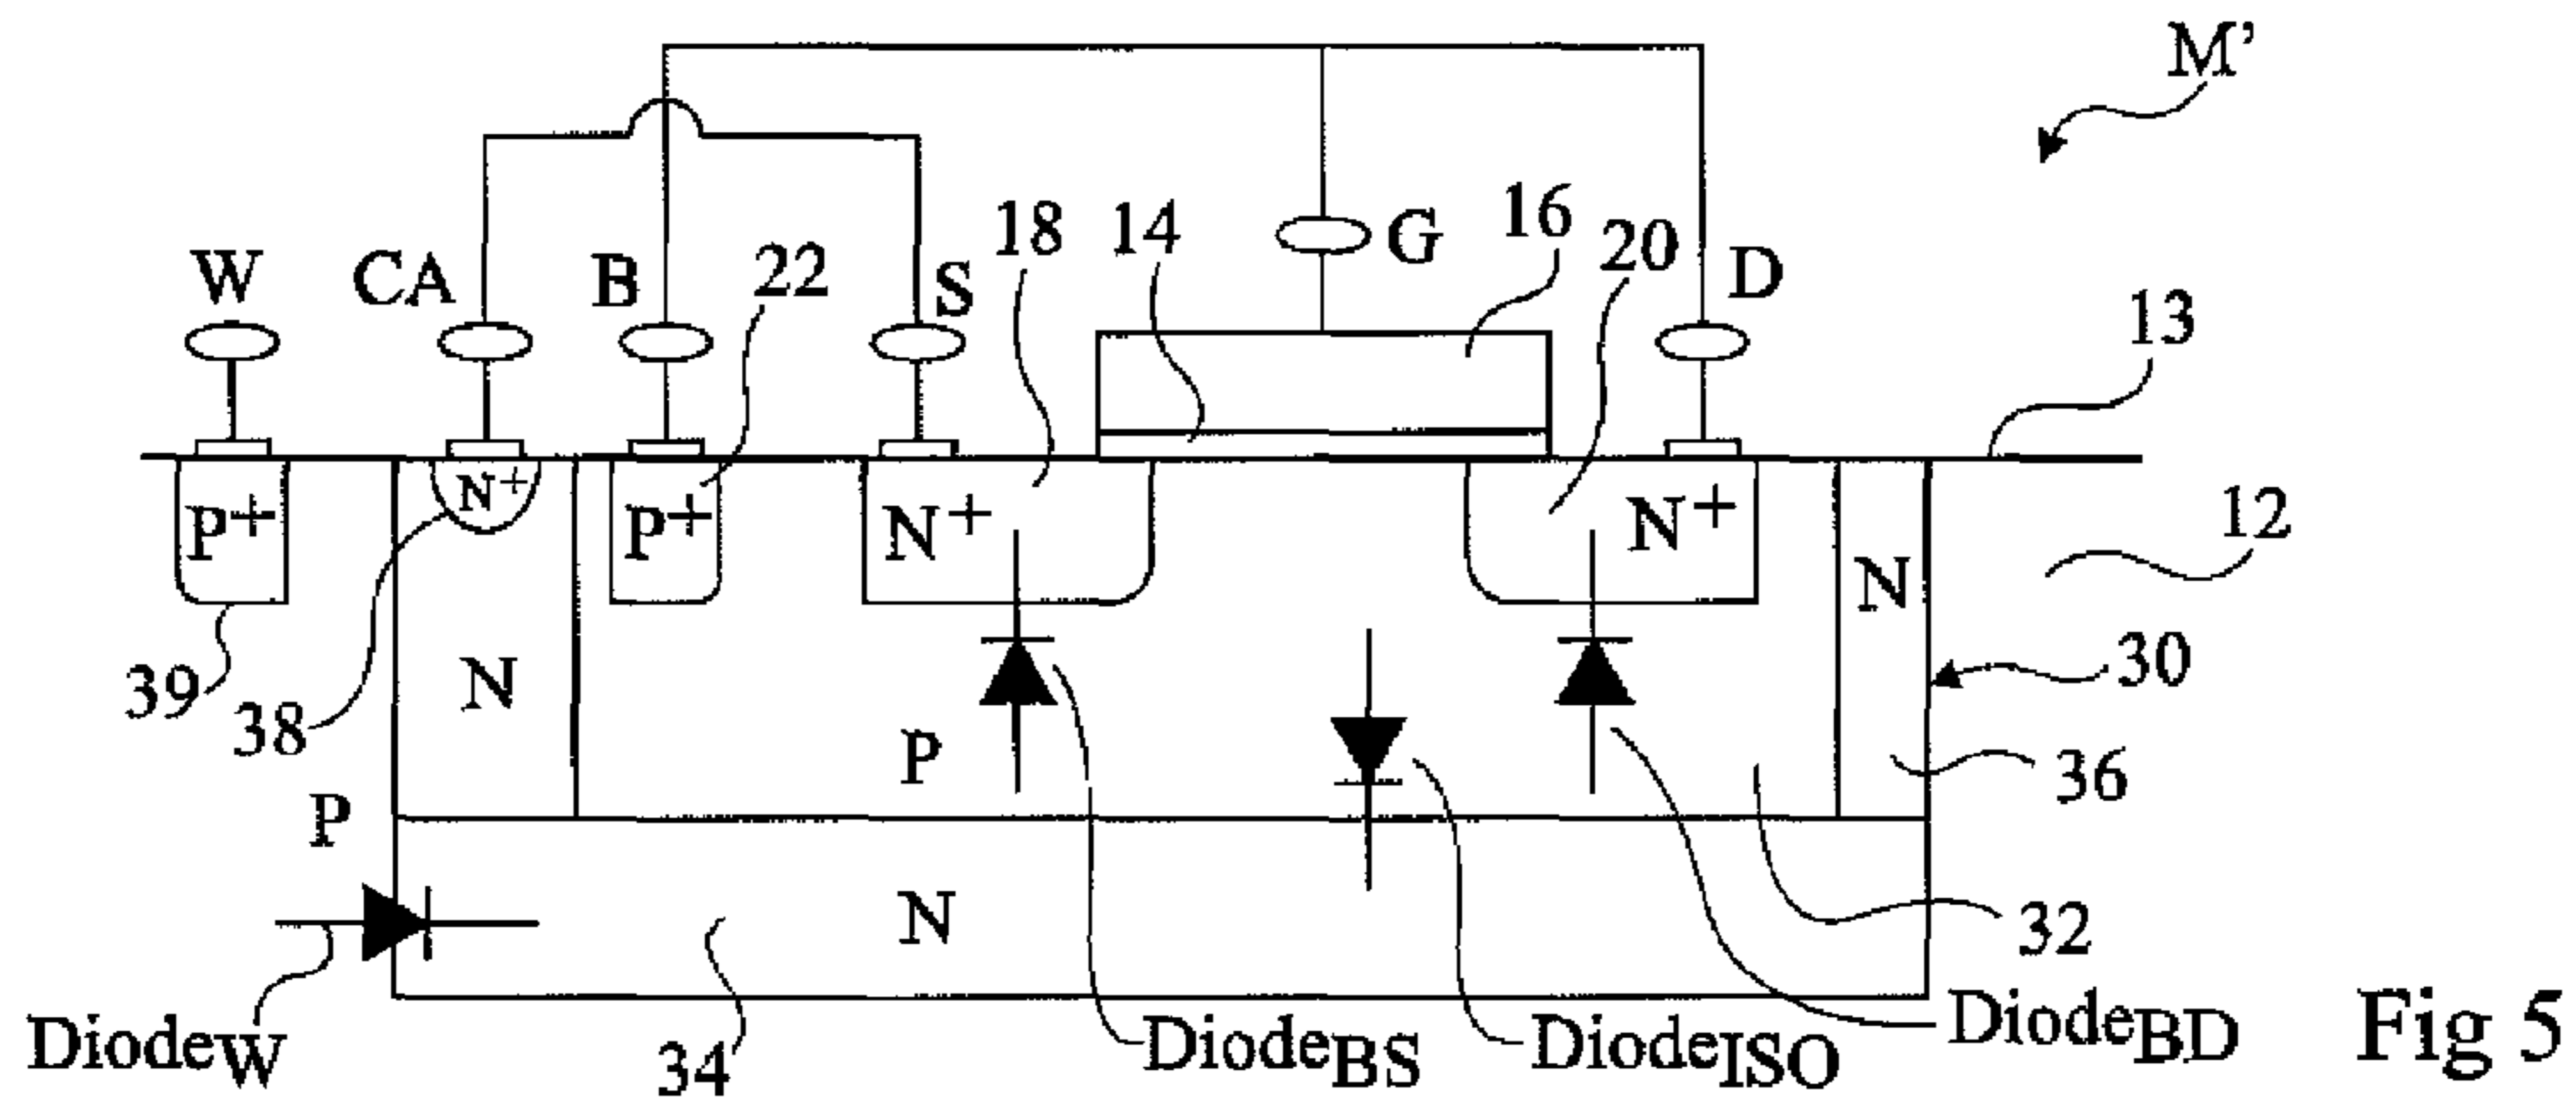 M'
W CA B 22 S 18 14 G 16 20 D 13
P+ N+ P+ N+ N+ 12
N
39 38 N P 30
P 36
N 32
DiodeW 34 DiodeBS DiodeISO DiodeBD Fig 5